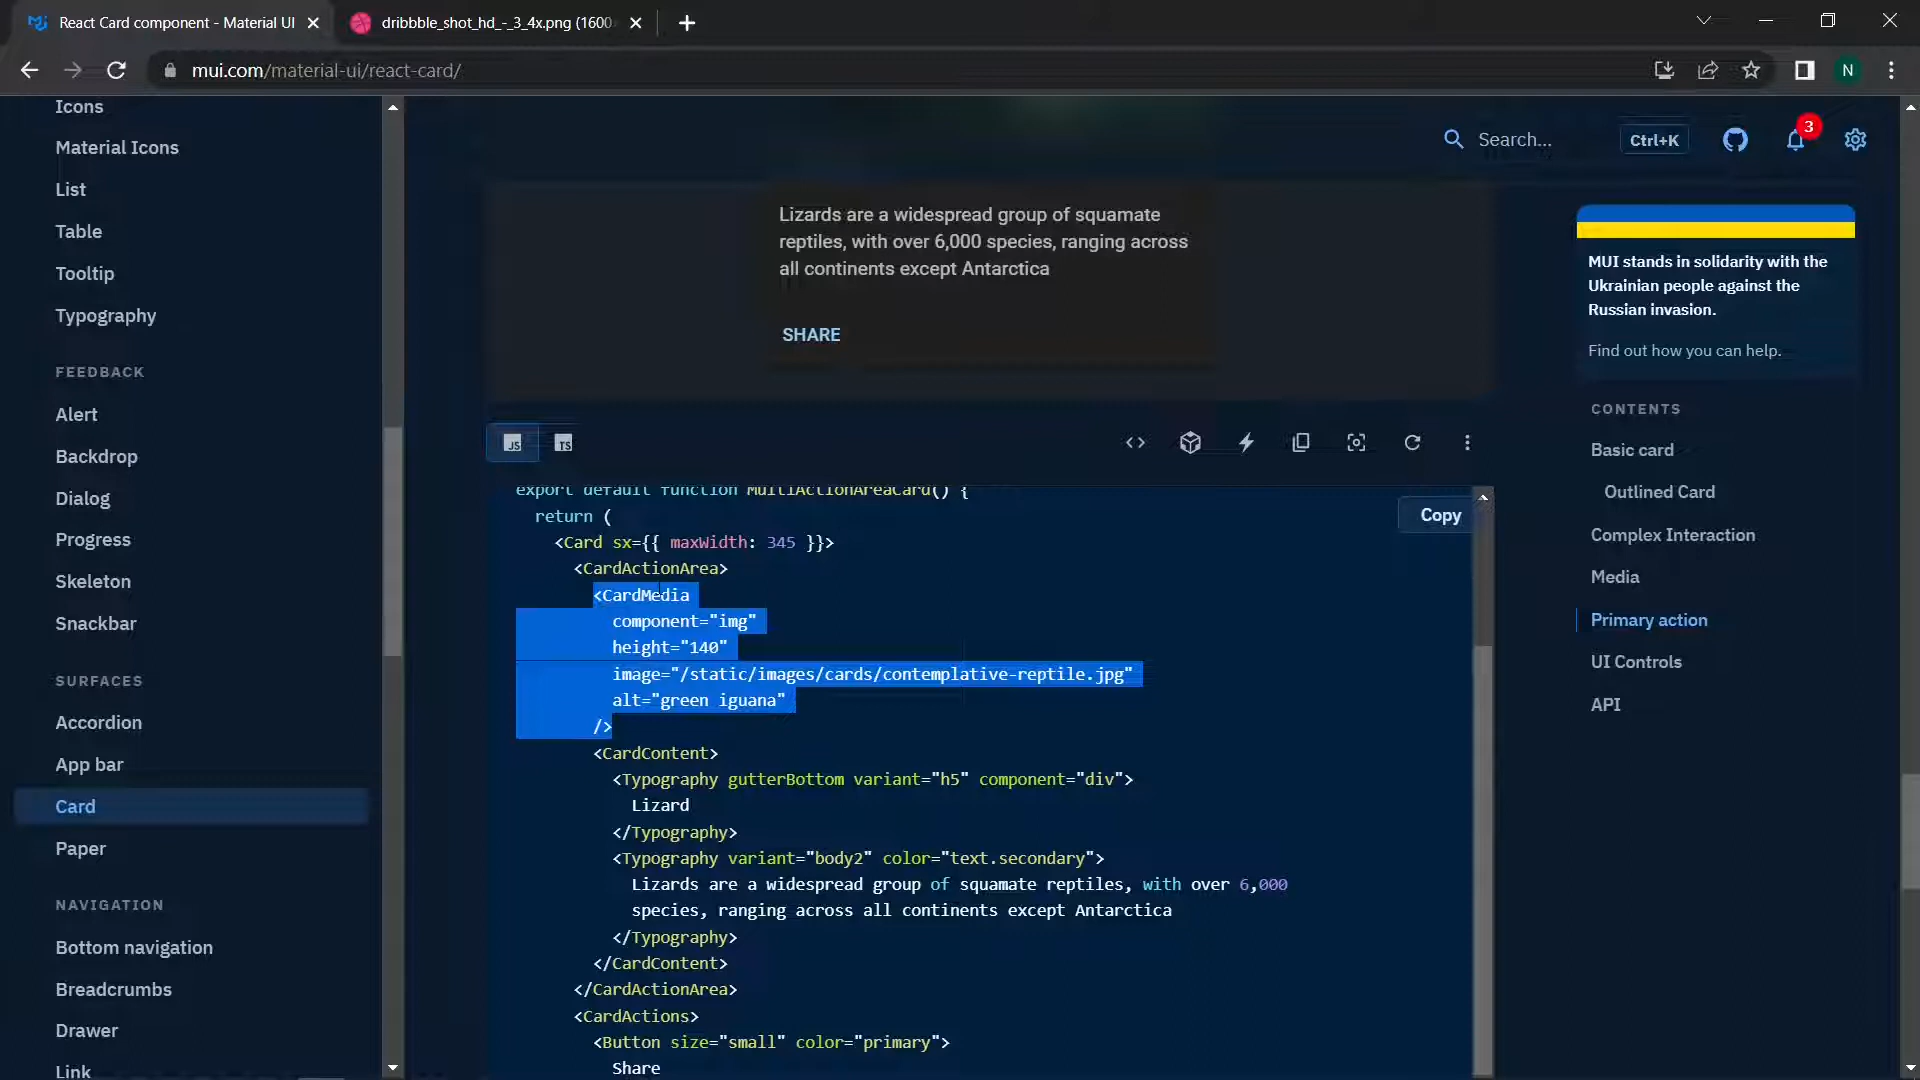 React Card component - Material UI
dribbble_shot_hd_-_3_4x.png (1600
mui.com/material-ui/react-card/
N
Icons
Material Icons
List
Table
Tooltip
Typography
FEEDBACK
Alert
Backdrop
Dialog
Progress
Skeleton
Snackbar
SURFACES
Accordion
App bar
Card
Paper
NAVIGATION
Bottom navigation
Breadcrumbs
Drawer
Link
Search...
Ctrl+K
3
Lizards are a widespread group of squamate
reptiles, with over 6,000 species, ranging across
all continents except Antarctica
SHARE
JS
TS
Copy
export default function MultiActionAreaCard() {
return (
<Card sx={{ maxWidth: 345 }}>
<CardActionArea>
<CardMedia
component="img"
height="140"
image="/static/images/cards/contemplative-reptile.jpg"
alt="green iguana"
/>
<CardContent>
<Typography gutterBottom variant="h5" component="div">
Lizard
</Typography>
<Typography variant="body2" color="text.secondary">
Lizards are a widespread group of squamate reptiles, with over 6,000
species, ranging across all continents except Antarctica
</Typography>
</CardContent>
</CardActionArea>
<CardActions>
<Button size="small" color="primary">
Share
MUI stands in solidarity with the
Ukrainian people against the
Russian invasion.
Find out how you can help.
CONTENTS
Basic card
Outlined Card
Complex Interaction
Media
Primary action
UI Controls
API